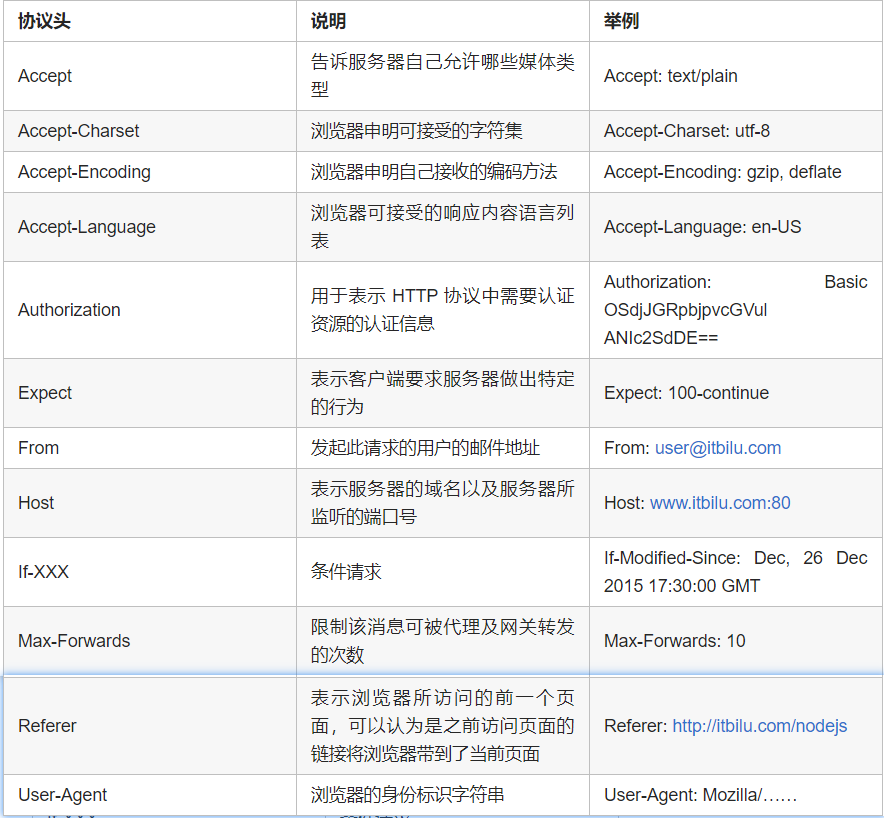 协议头 说明 举例
Accept 告诉服务器自己允许哪些媒体类
型 Accept: text/plain
Accept-Charset 浏览器申明可接受的字符集 Accept-Charset: utf-8
Accept-Encoding 浏览器申明自己接收的编码方法 Accept-Encoding: gzip, deflate
Accept-Language 浏览器可接受的响应内容语言列
表 Accept-Language: en-US
Authorization 用于表示 HTTP 协议中需要认证
资源的认证信息 Authorization: Basic
OSdjJGRpbjpvcGVul
ANIc2SdDE==
Expect 表示客户端要求服务器做出特定
的行为 Expect: 100-continue
From 发起此请求的用户的邮件地址 From: user@itbilu.com
Host 表示服务器的域名以及服务器所
监听的端口号 Host: www.itbilu.com:80
If-XXX 条件请求 If-Modified-Since: Dec, 26 Dec
2015 17:30:00 GMT
Max-Forwards 限制该消息可被代理及网关转发
的次数 Max-Forwards: 10
Referer 表示浏览器所访问的前一个页
面，可以认为是之前访问页面的
链接将浏览器带到了当前页面 Referer: http://itbilu.com/nodejs
User-Agent 浏览器的身份标识字符串 User-Agent: Mozilla/……